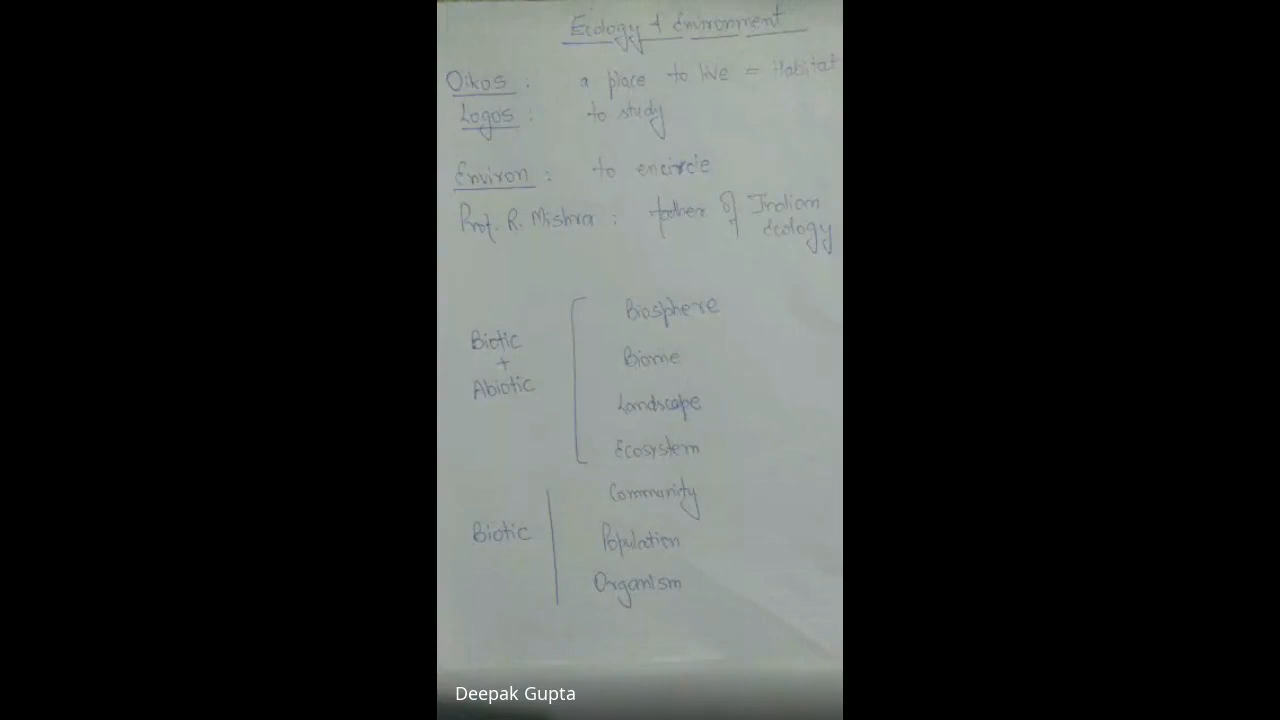 Ecology & Environment
Oikos : a place to live = Habitat
Logos : to study
Environ : to encircle
Prof. R. Mishra : father of Indian
Ecology
Biosphere
Biotic
+
Abiotic
Biome
Landscape
Ecosystem
Community
Biotic
Population
Organism
Deepak Gupta